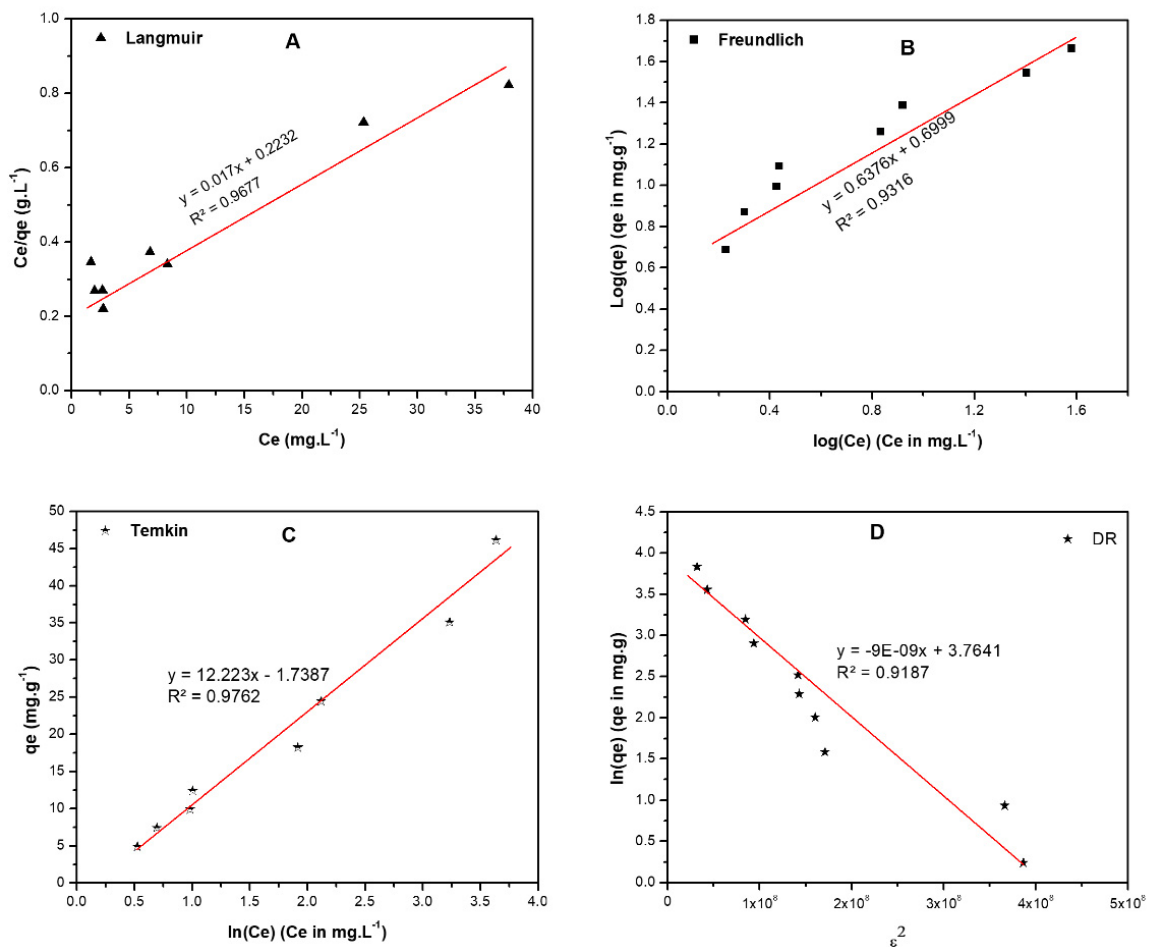 Langmuir
A
y = 0.017x + 0.2232
R² = 0.9677
1.0
0.8
0.6
0.4
0.2
0.0
Ce/qe (g.L⁻¹)
0 5 10 15 20 25 30 35 40
Ce (mg.L⁻¹)
Freundlich
B
y = 0.6376x + 0.6999
R² = 0.9316
1.8
1.6
1.4
1.2
1.0
0.8
0.6
0.4
0.2
0.0
Log(qe) (qe in mg.g⁻¹)
0.0 0.4 0.8 1.2 1.6
log(Ce) (Ce in mg.L⁻¹)
Temkin
C
y = 12.223x - 1.7387
R² = 0.9762
50
45
40
35
30
25
20
15
10
5
0
qe (mg.g⁻¹)
0.0 0.5 1.0 1.5 2.0 2.5 3.0 3.5 4.0
ln(Ce) (Ce in mg.L⁻¹)
D
DR
y = -9E-09x + 3.7641
R² = 0.9187
4.5
4.0
3.5
3.0
2.5
2.0
1.5
1.0
0.5
0.0
ln(qe) (qe in mg.g)
0 1x10⁸ 2x10⁸ 3x10⁸ 4x10⁸ 5x10⁸
ε²